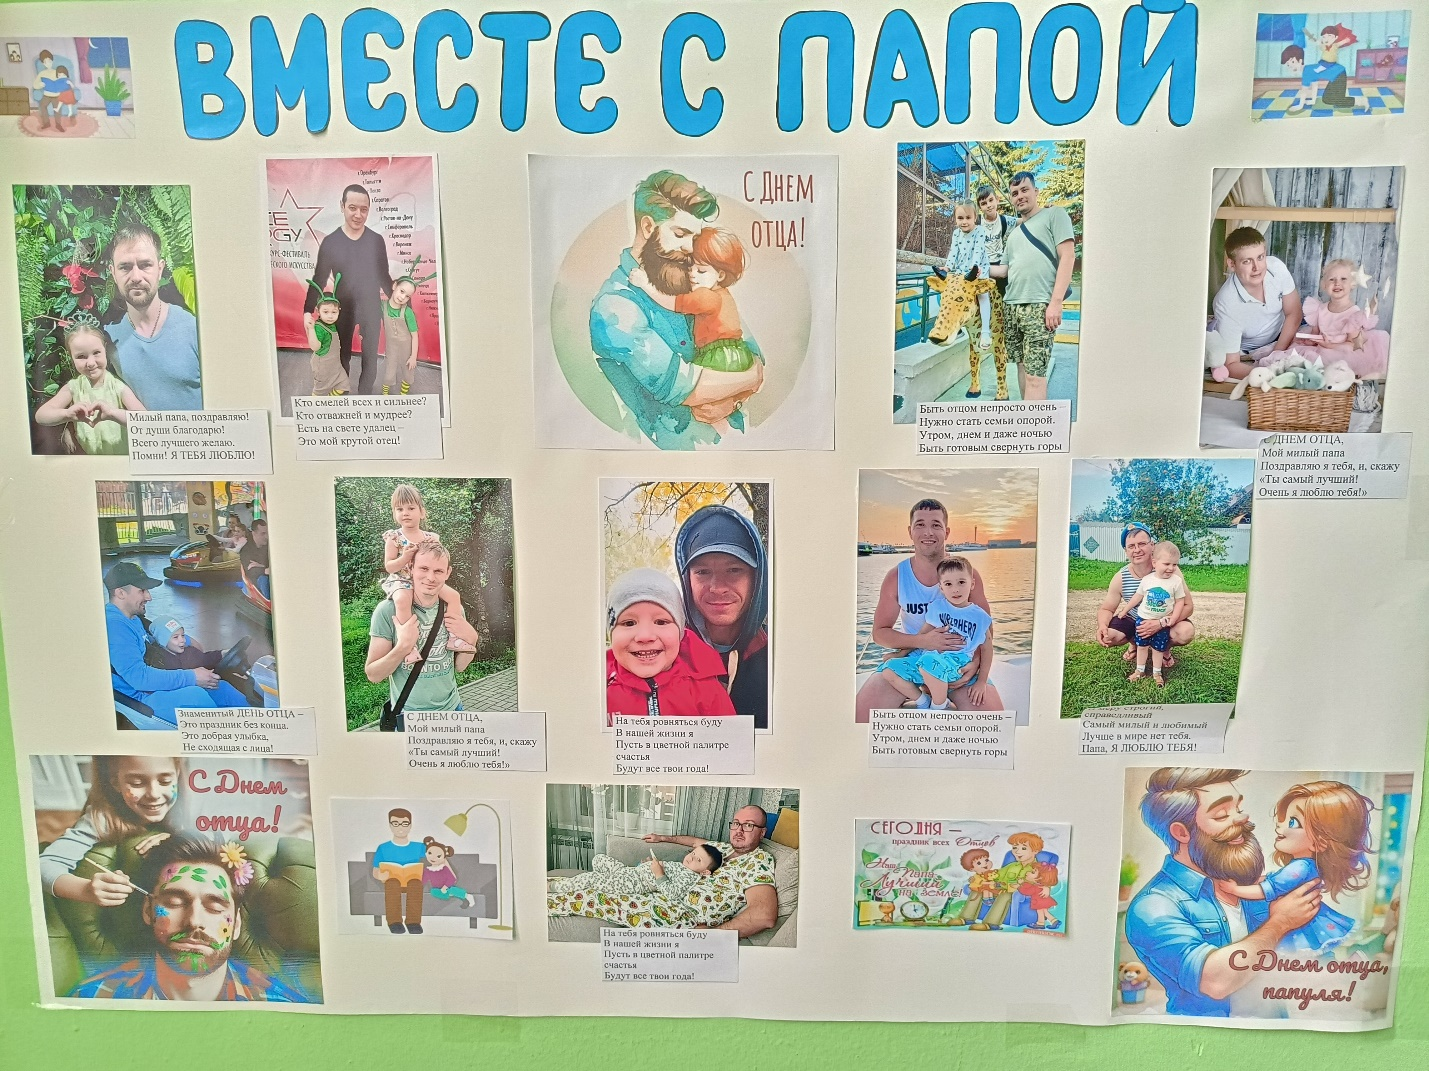 ВМЕСТЕ С ПАПОЙ
С ДНЕМ
ОТЦА!
Милый папа, поздравляю!
От души благодарю!
Всего лучшего желаю.
Помни! Я ТЕБЯ ЛЮБЛЮ!
Кто смелей всех и сильнее?
Кто отважней и мудрее?
Есть на свете удалец –
Это мой крутой отец!
Быть отцом непросто очень –
Нужно стать семьи опорой.
Утром, днем и даже ночью
Быть готовым свернуть горы
С ДНЕМ ОТЦА,
Мой милый папа
Поздравляю я тебя, и, скажу
«Ты самый лучший!
Очень я люблю тебя!»
Знаменитый ДЕНЬ ОТЦА –
Это праздник без конца.
Это добрая улыбка,
Не сходящая с лица!
С ДНЕМ ОТЦА,
Мой милый папа
Поздравляю я тебя, и, скажу
«Ты самый лучший!
Очень я люблю тебя!»
На тебя ровняться буду
В нашей жизни я
Пусть в цветной палитре
счастья
Будут все твои года!
JUST
Быть отцом непросто очень –
Нужно стать семьи опорой.
Утром, днем и даже ночью
Быть готовым свернуть горы
строгий,
справедливый
Самый милый и любимый
Лучше в мире нет тебя.
Папа, Я ЛЮБЛЮ ТЕБЯ!
С Днем
отца!
На тебя ровняться буду
В нашей жизни я
Пусть в цветной палитре
счастья
Будут все твои года!
СЕГОДНЯ —
праздник всех Отцов
Наш
Папа
Лучший
на Земле!
С Днем отца,
папуля!